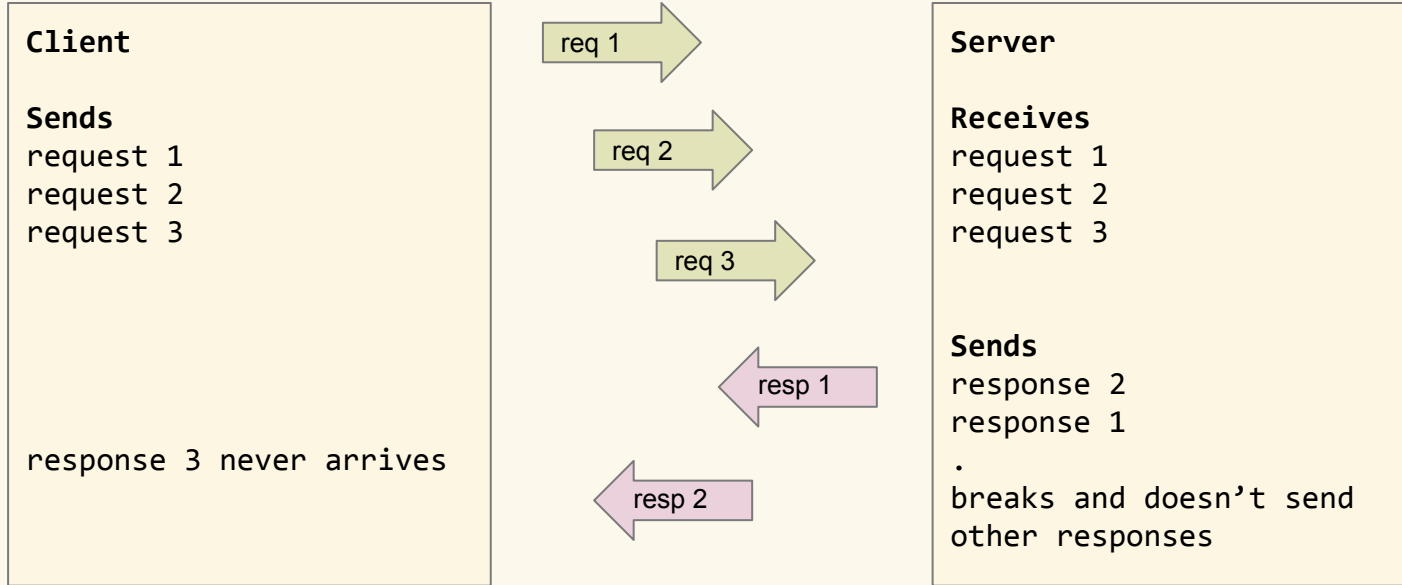 Client
Sends
request 1
request 2
request 3
response 3 never arrives
req 1
req 2
req 3
resp 1
resp 2
Server
Receives
request 1
request 2
request 3
Sends
response 2
response 1
.
breaks and doesn’t send
other responses